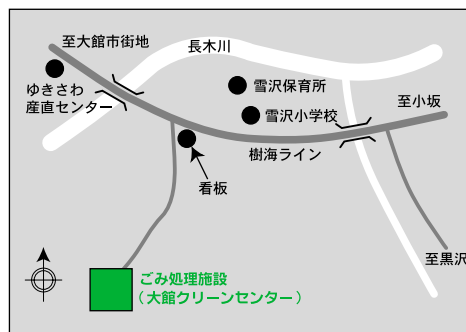 至大館市街地
長木川
ゆきさわ
産直センター
雪沢保育所
雪沢小学校
至小坂
樹海ライン
看板
至黒沢
ごみ処理施設
（大館クリーンセンター）